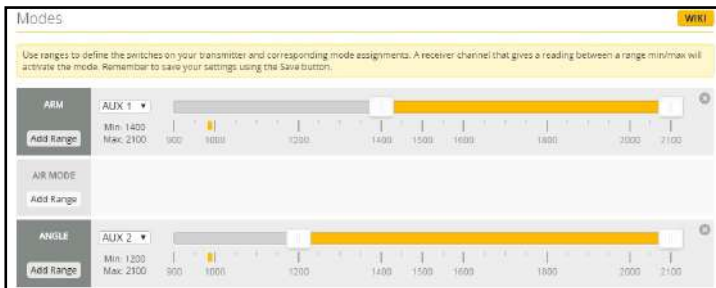 Modes
WIKI
Use ranges to define the switches on your transmitter and corresponding mode assignments. A receiver channel that gives a reading between a range min/max will
activate the mode. Remember to save your settings using the Save button.
ARM
AUX 1
Min: 1400
Max: 2100
Add Range
900 1000 1200 1400 1500 1600 1800 2000 2100
AIR MODE
Add Range
ANGLE
AUX 2
Min: 1200
Max: 2100
Add Range
900 1000 1200 1400 1500 1600 1800 2000 2100